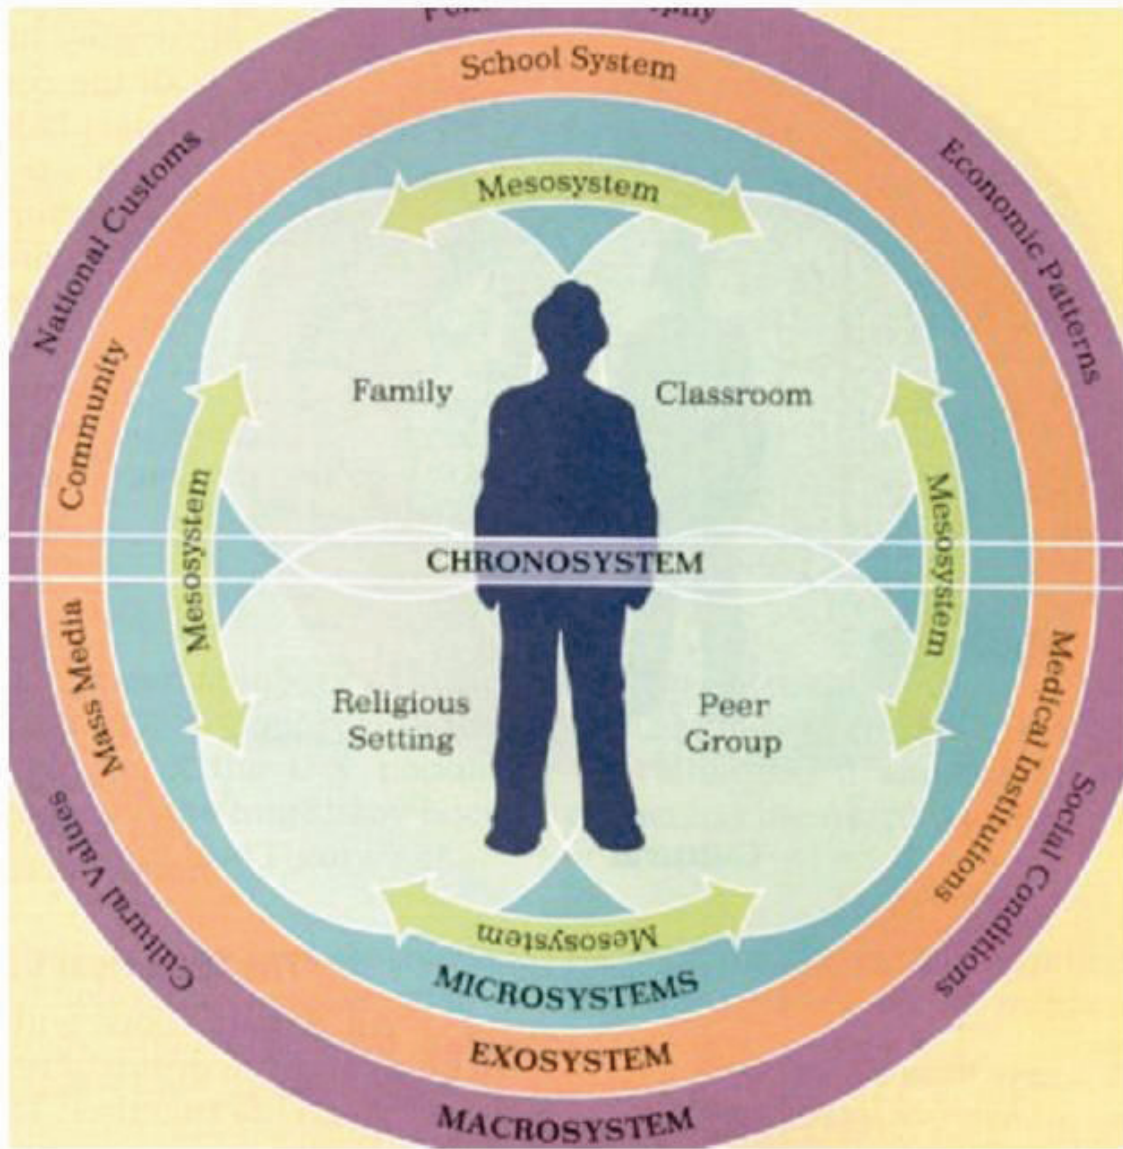 School System
National Customs
Economic Patterns
Mesosystem
Community
Family
Classroom
Mesosystem
Mesosystem
CHRONOSYSTEM
Mass Media
Medical Institutions
Religious
Setting
Peer
Group
Cultural Values
Social Conditions
Mesosystem
MICROSYSTEMS
EXOSYSTEM
MACROSYSTEM